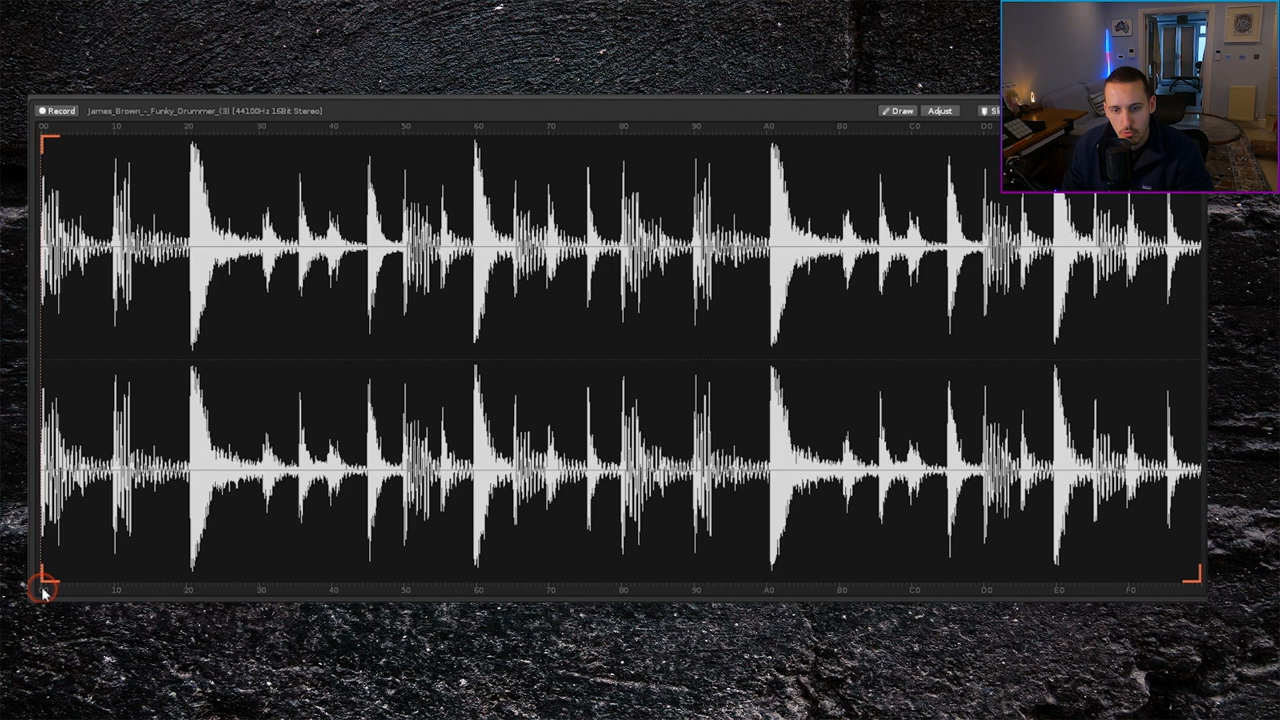 Record James_Brown_-_Funky_Drummer_(3) [44100Hz 16Bit Stereo] Draw Adjust Sl
00 10 20 30 40 50 60 70 80 90 A0 B0 C0 D0
10 20 30 40 50 60 70 80 90 A0 B0 C0 D0 E0 F0